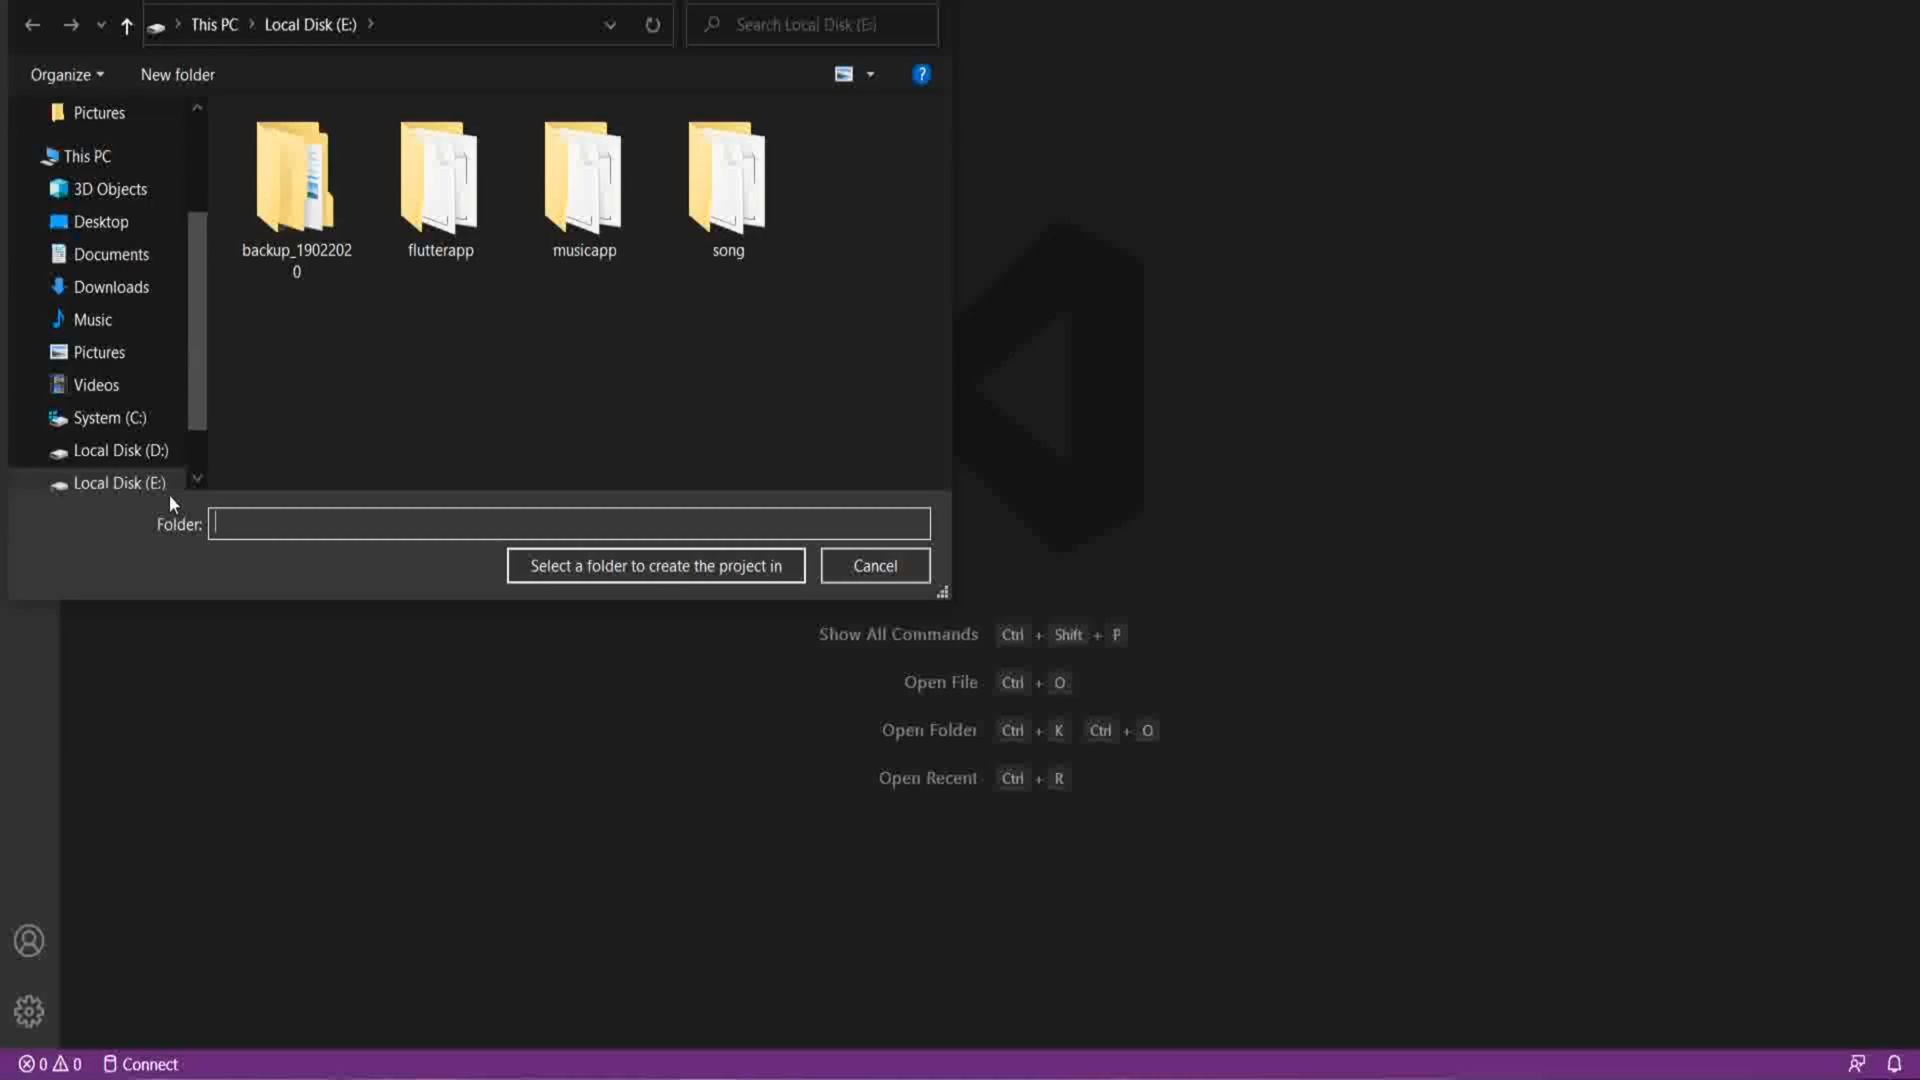 This PC > Local Disk (E:) >
Search Local Disk (E:)
Organize
New folder
?
Pictures
This PC
3D Objects
Desktop
Documents
Downloads
Music
Pictures
Videos
System (C:)
Local Disk (D:)
Local Disk (E:)
backup_1902202
0
flutterapp
musicapp
song
Folder:
Select a folder to create the project in
Cancel
Show All Commands Ctrl + Shift + P
Open File Ctrl + O
Open Folder Ctrl + K Ctrl + O
Open Recent Ctrl + R
0 0 Connect